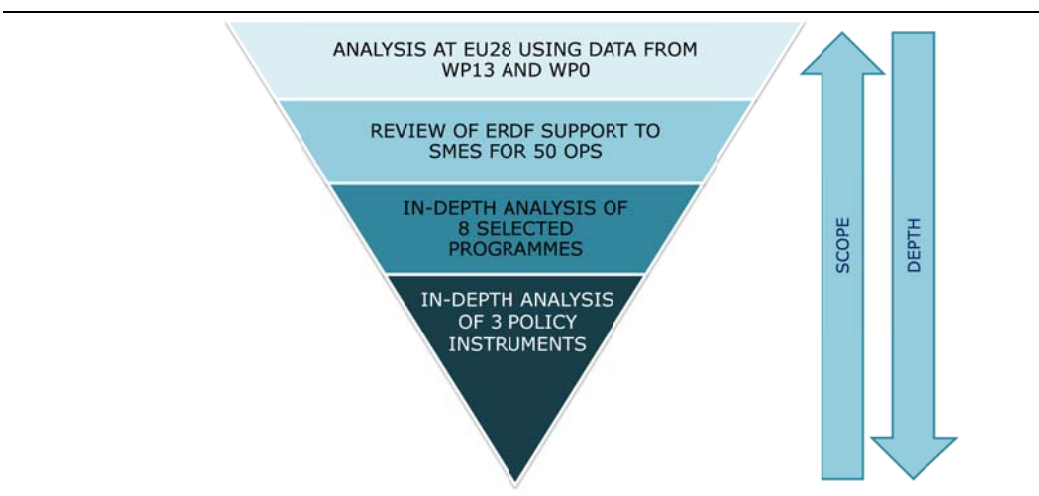 ANALYSIS AT EU28 USING DATA FROM
WP13 AND WP0
REVIEW OF ERDF SUPPORT TO
SMES FOR 50 OPS
IN-DEPTH ANALYSIS OF
8 SELECTED
PROGRAMMES
IN-DEPTH ANALYSIS
OF 3 POLICY
INSTRUMENTS
SCOPE
DEPTH